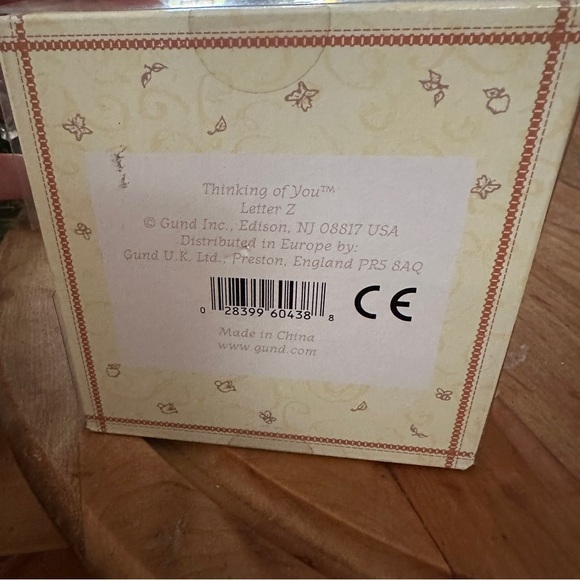 Thinking of You™
Letter Z
© Gund Inc., Edison, NJ 08817 USA
Distributed in Europe by:
Gund U.K. Ltd., Preston, England PR5 8AQ
0 28399 60438 8
CE
Made in China
www.gund.com